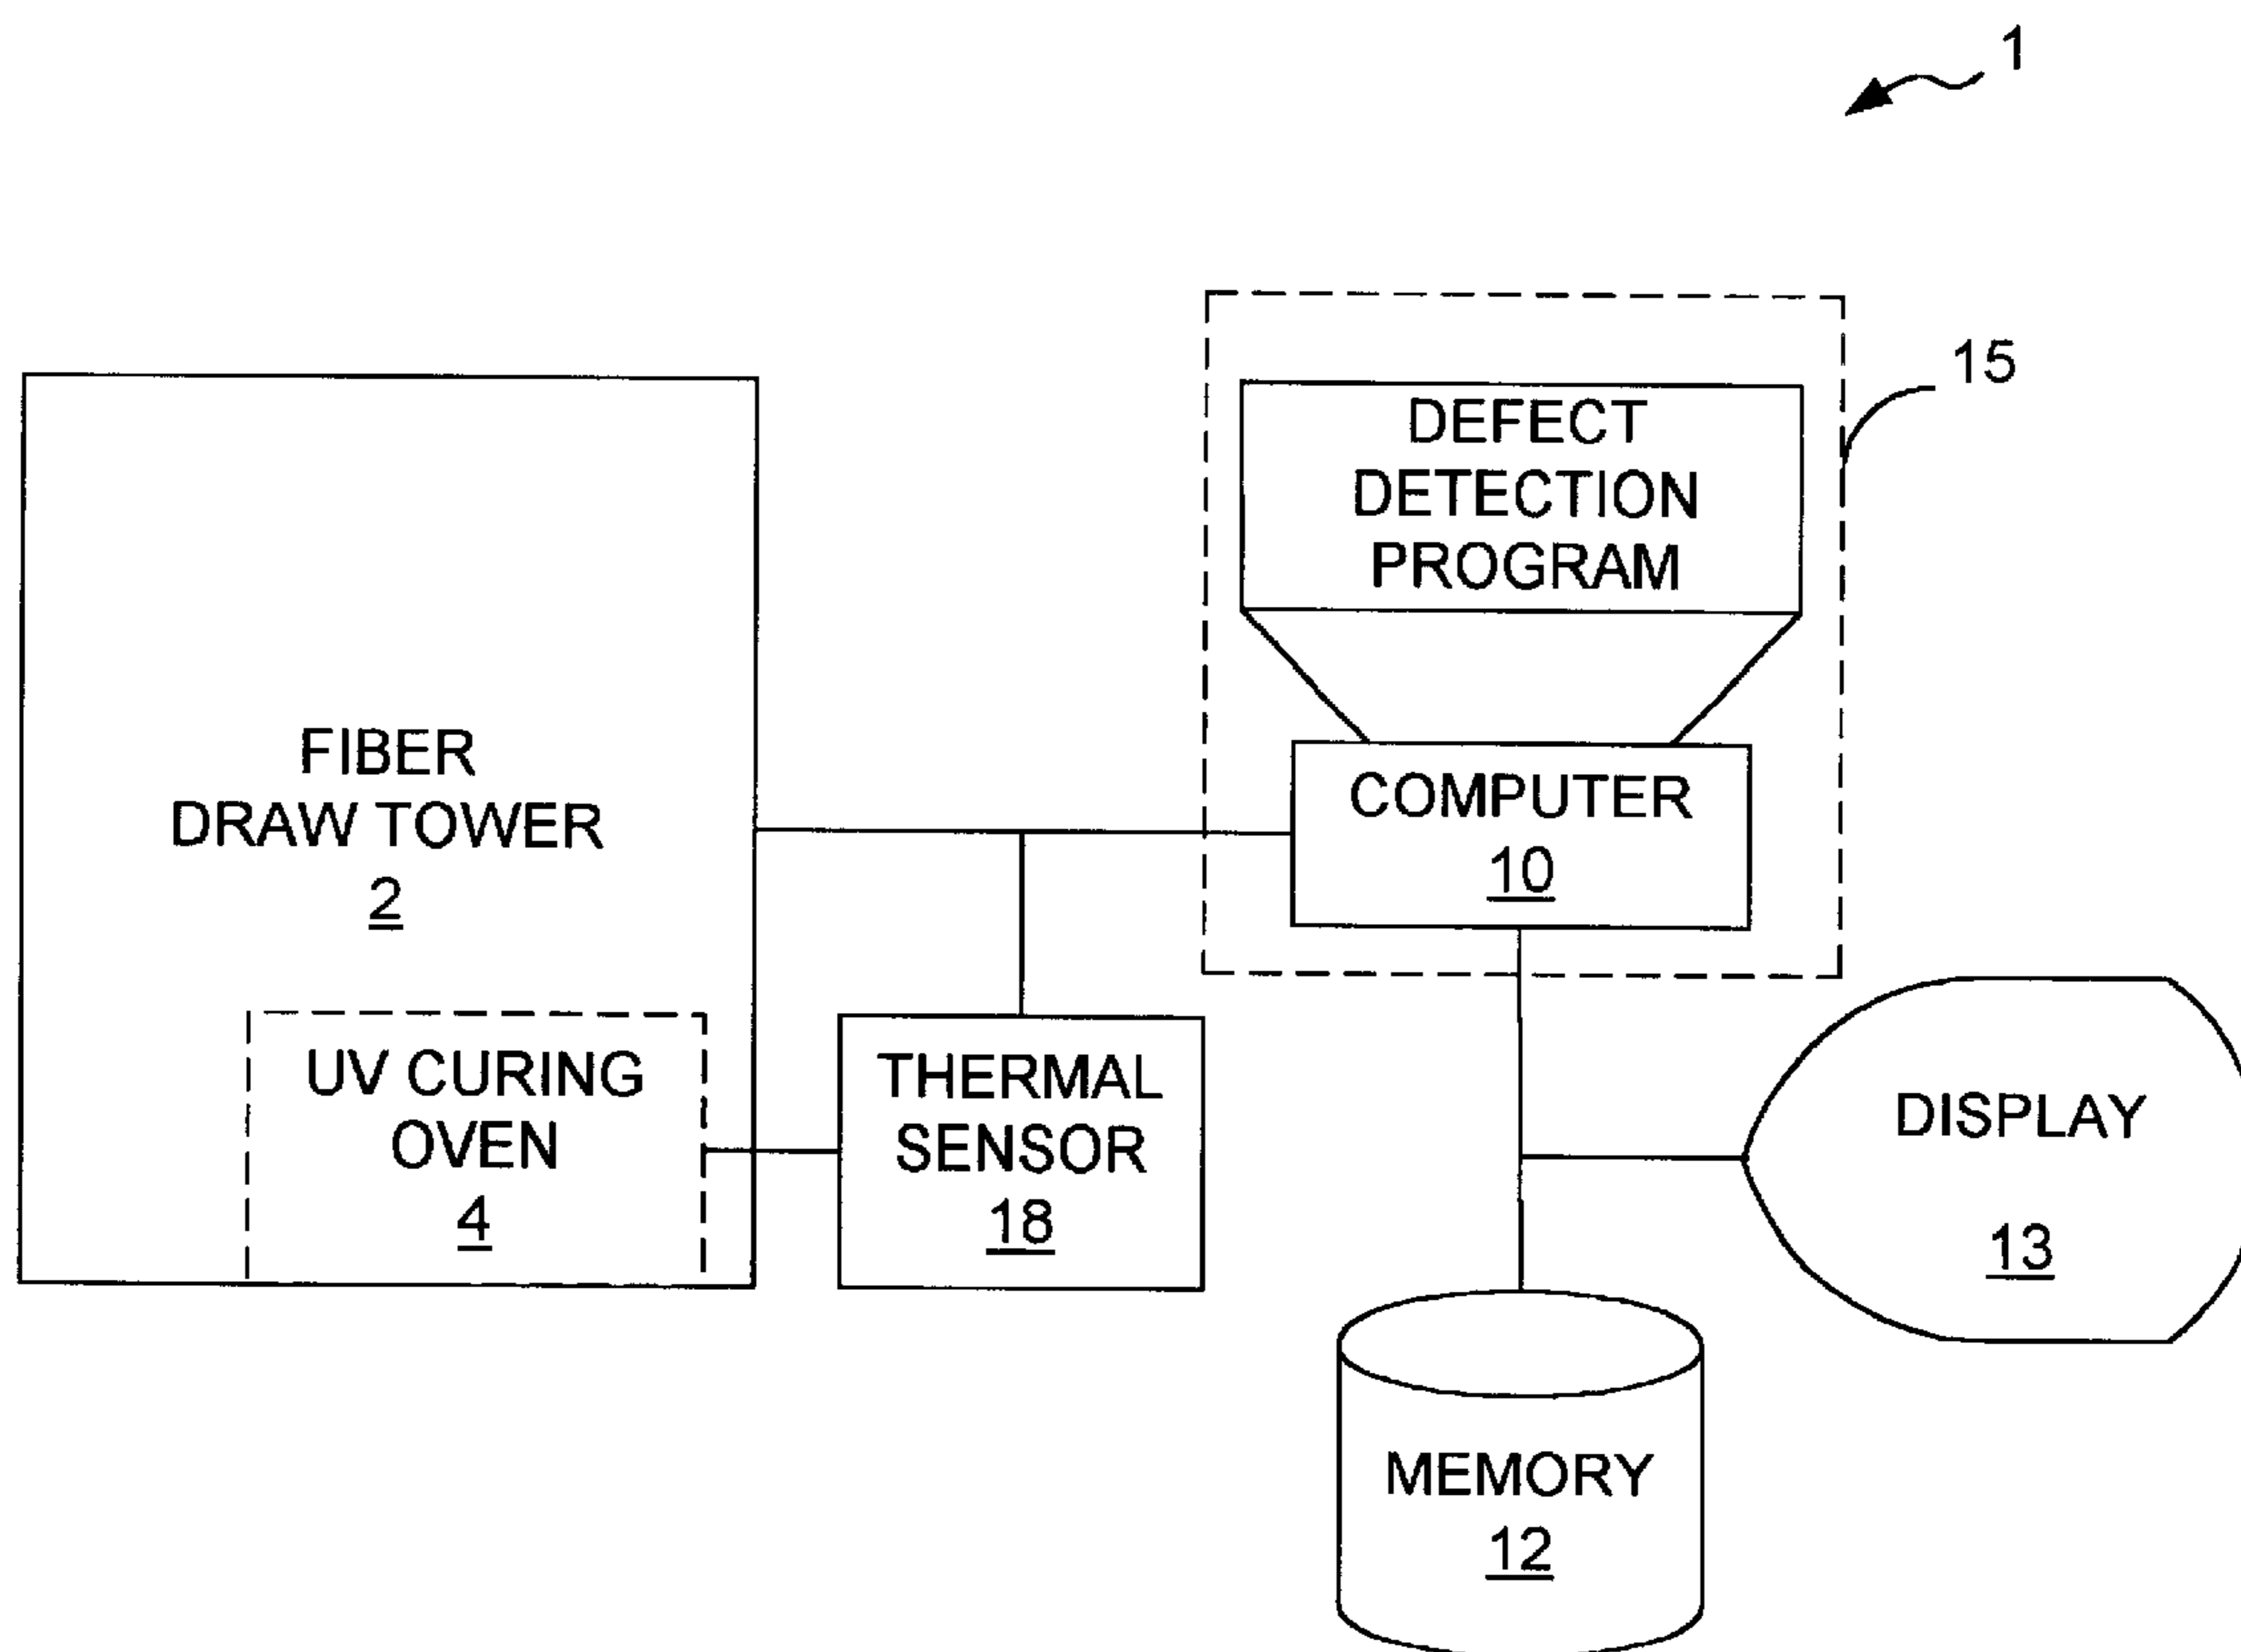 1
15
DEFECT
DETECTION
PROGRAM
COMPUTER
10
FIBER
DRAW TOWER
2
UV CURING
OVEN
4
THERMAL
SENSOR
18
DISPLAY
13
MEMORY
12